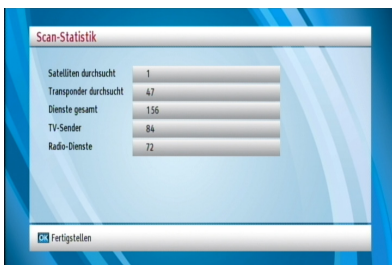 Scan-Statistik
Satelliten durchsucht 1
Transponder durchsucht 47
Dienste gesamt 156
TV-Sender 84
Radio-Dienste 72
OK Fertigstellen